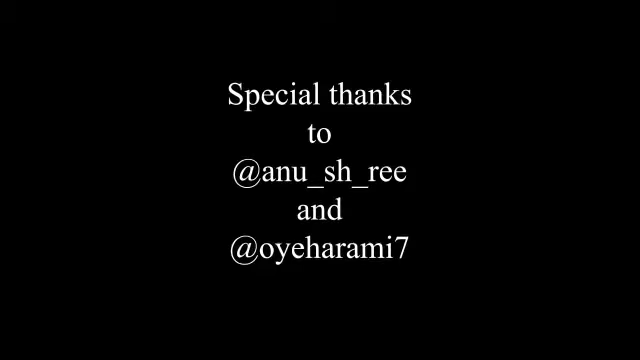 Special thanks
to
@anu_sh_ree
and
@oyeharami7